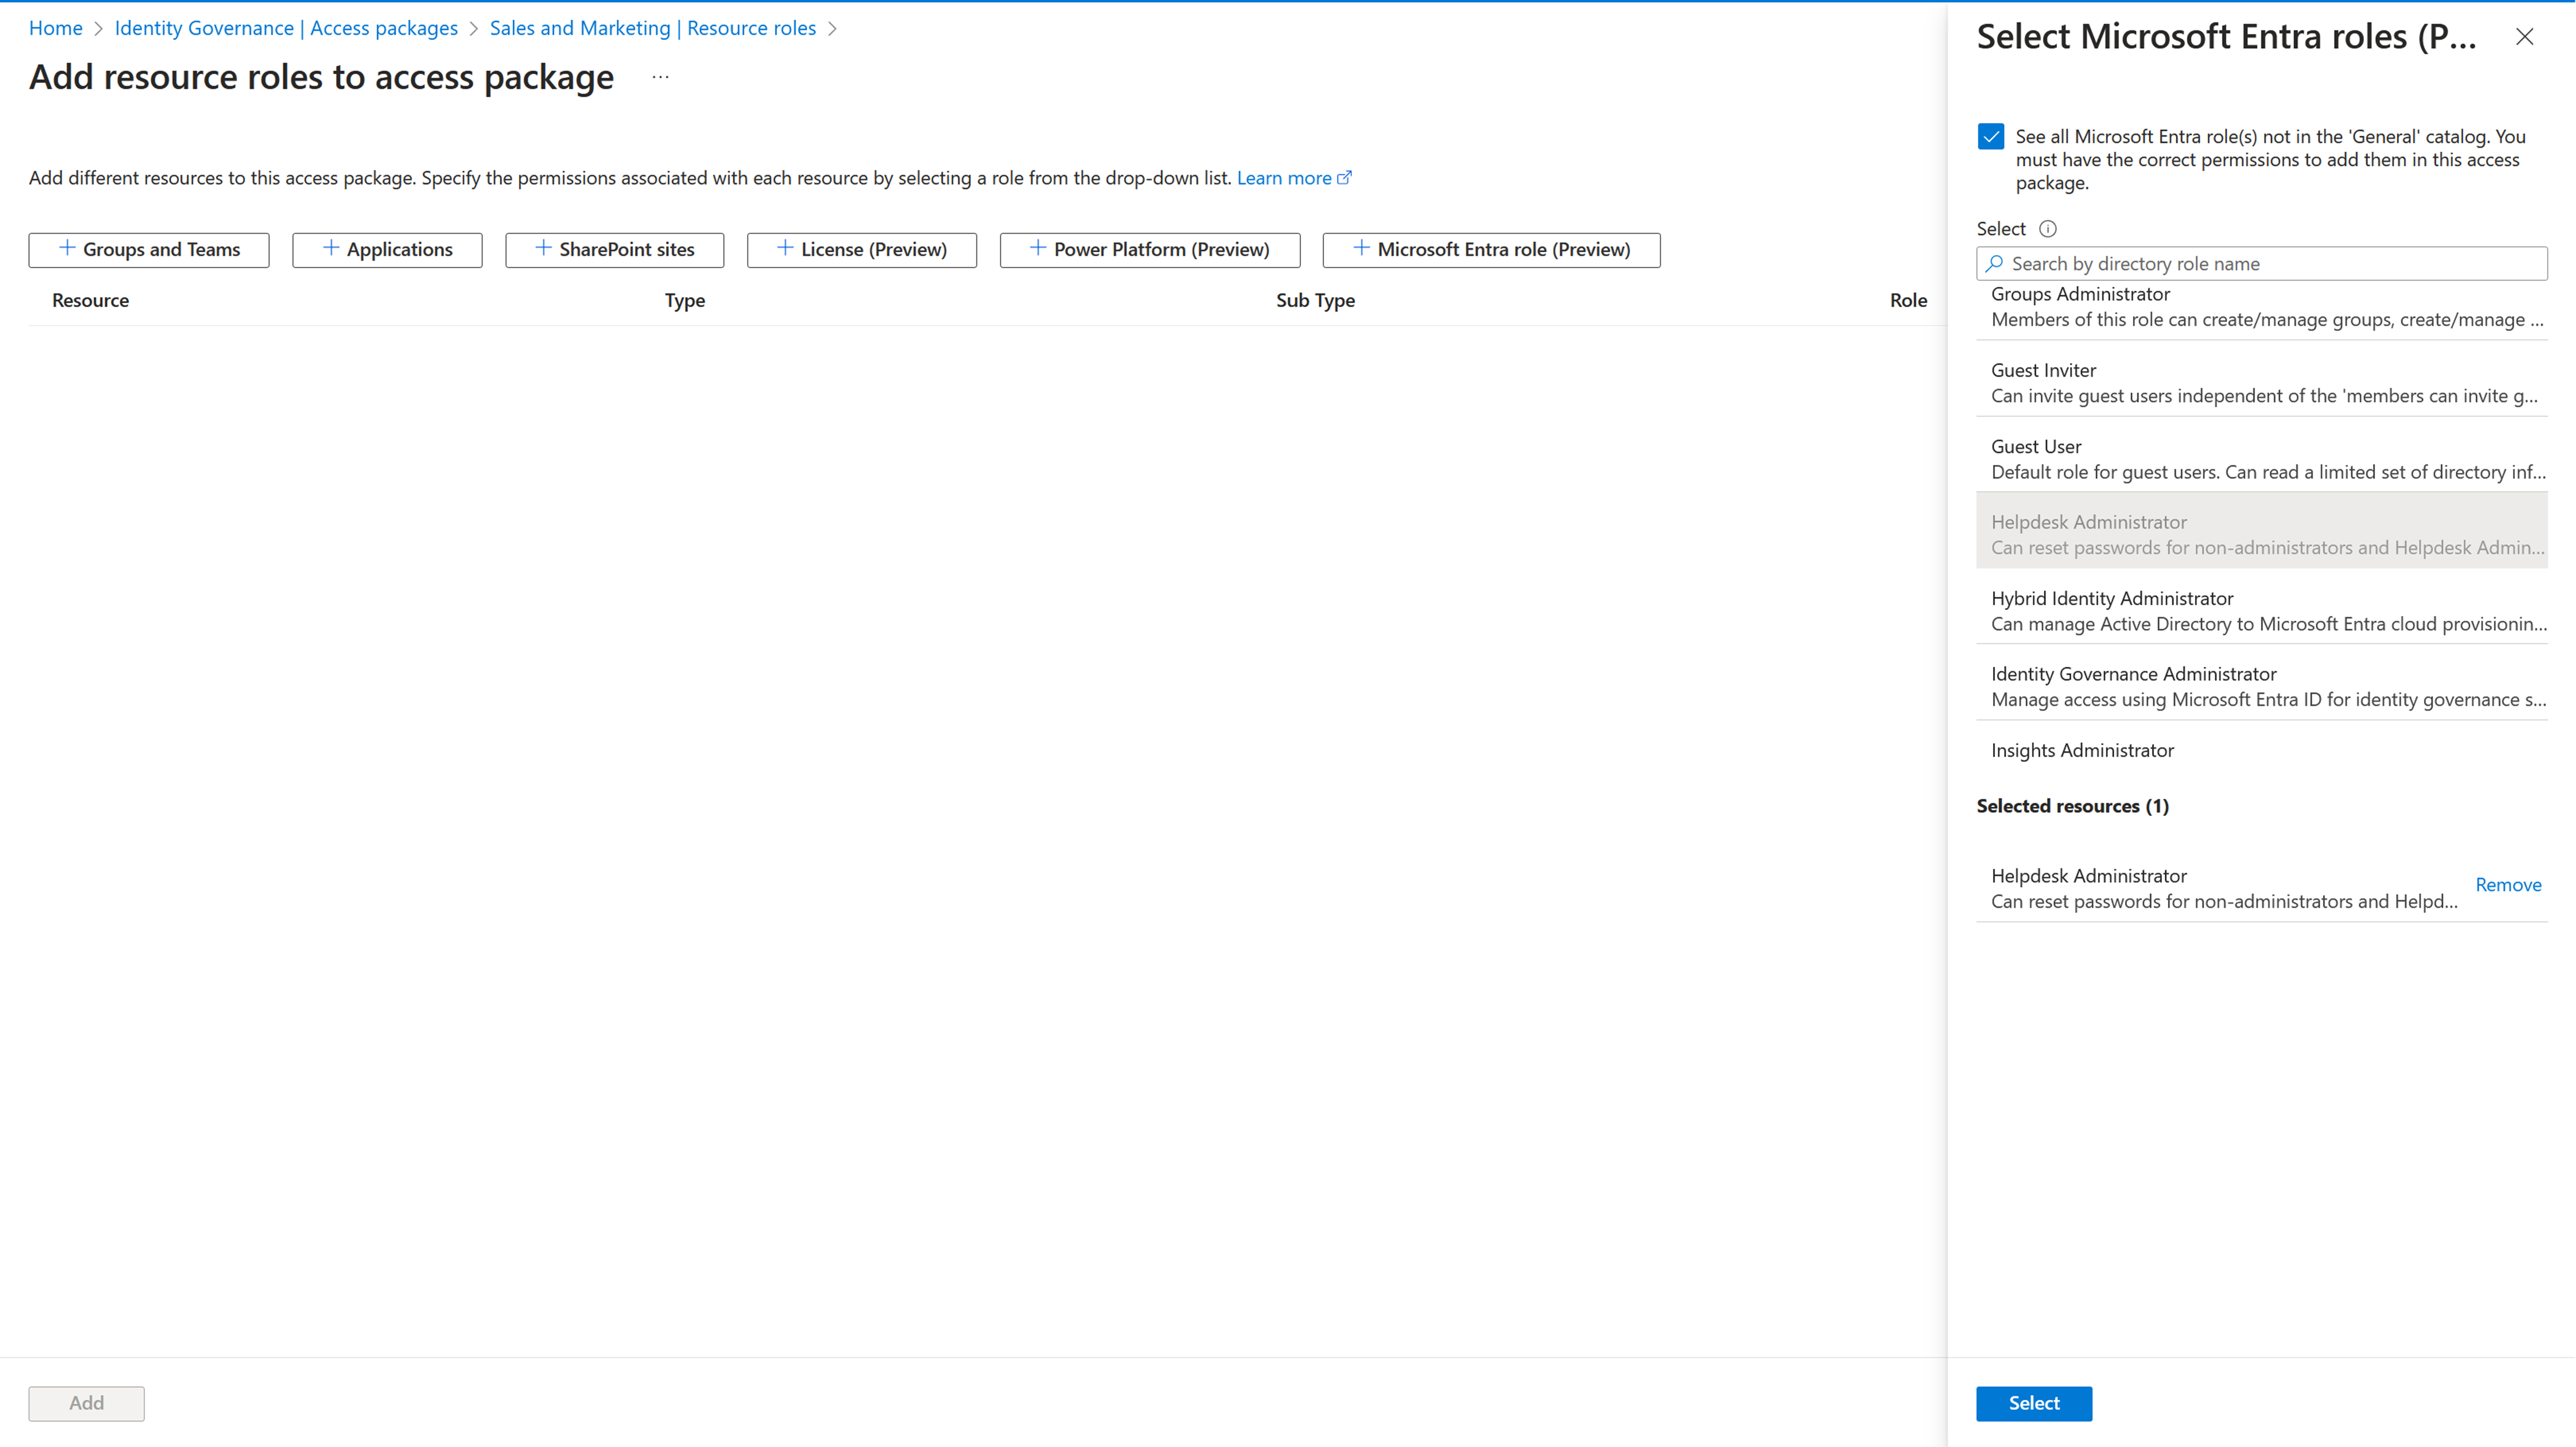 Home > Identity Governance | Access packages > Sales and Marketing | Resource roles >
Add resource roles to access package ...
Add different resources to this access package. Specify the permissions associated with each resource by selecting a role from the drop-down list. Learn more
+ Groups and Teams
+ Applications
+ SharePoint sites
+ License (Preview)
+ Power Platform (Preview)
+ Microsoft Entra role (Preview)
Resource Type Sub Type Role
Add
Select Microsoft Entra roles (P...
See all Microsoft Entra role(s) not in the 'General' catalog. You
must have the correct permissions to add them in this access
package.
Select
Search by directory role name
Groups Administrator
Members of this role can create/manage groups, create/manage ...
Guest Inviter
Can invite guest users independent of the 'members can invite g...
Guest User
Default role for guest users. Can read a limited set of directory inf...
Helpdesk Administrator
Can reset passwords for non-administrators and Helpdesk Admin...
Hybrid Identity Administrator
Can manage Active Directory to Microsoft Entra cloud provisionin...
Identity Governance Administrator
Manage access using Microsoft Entra ID for identity governance s...
Insights Administrator
Selected resources (1)
Helpdesk Administrator
Can reset passwords for non-administrators and Helpd...
Remove
Select